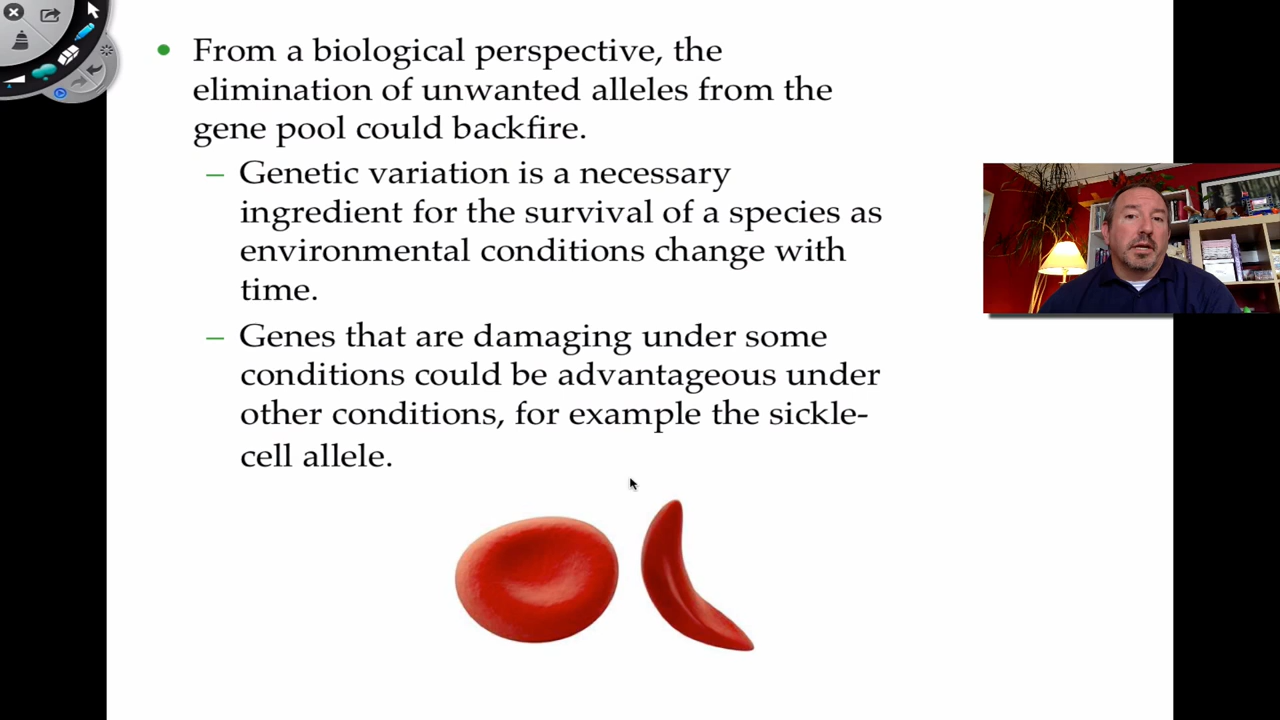 • From a biological perspective, the
elimination of unwanted alleles from the
gene pool could backfire.
– Genetic variation is a necessary
ingredient for the survival of a species as
environmental conditions change with
time.
– Genes that are damaging under some
conditions could be advantageous under
other conditions, for example the sickle-
cell allele.